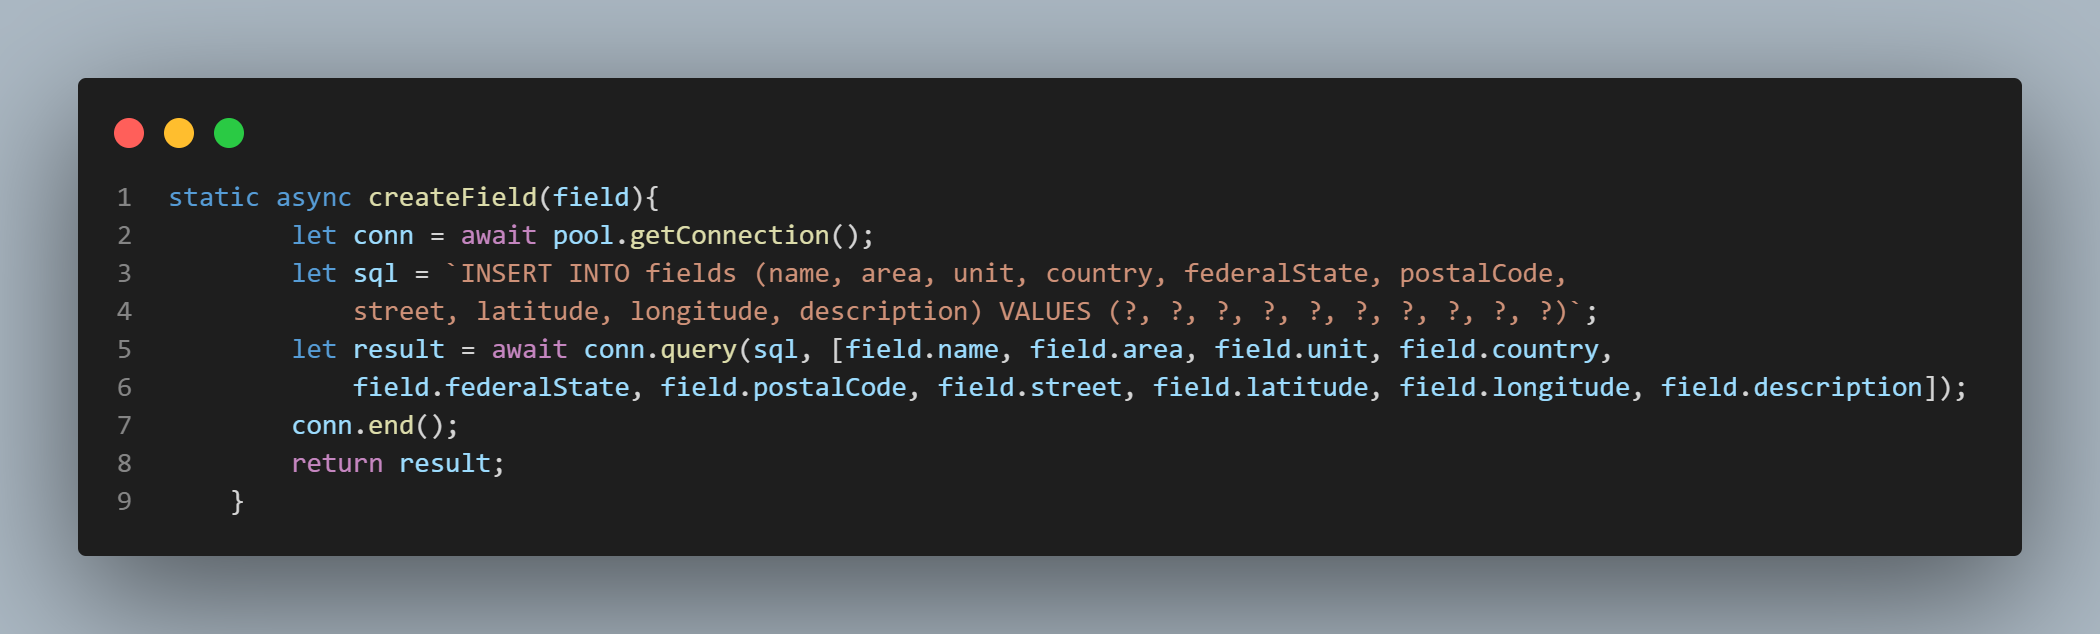 1 static async createField(field){
2 let conn = await pool.getConnection();
3 let sql = `INSERT INTO fields (name, area, unit, country, federalState, postalCode,
4 street, latitude, longitude, description) VALUES (?, ?, ?, ?, ?, ?, ?, ?, ?, ?)`;
5 let result = await conn.query(sql, [field.name, field.area, field.unit, field.country,
6 field.federalState, field.postalCode, field.street, field.latitude, field.longitude, field.description]);
7 conn.end();
8 return result;
9 }